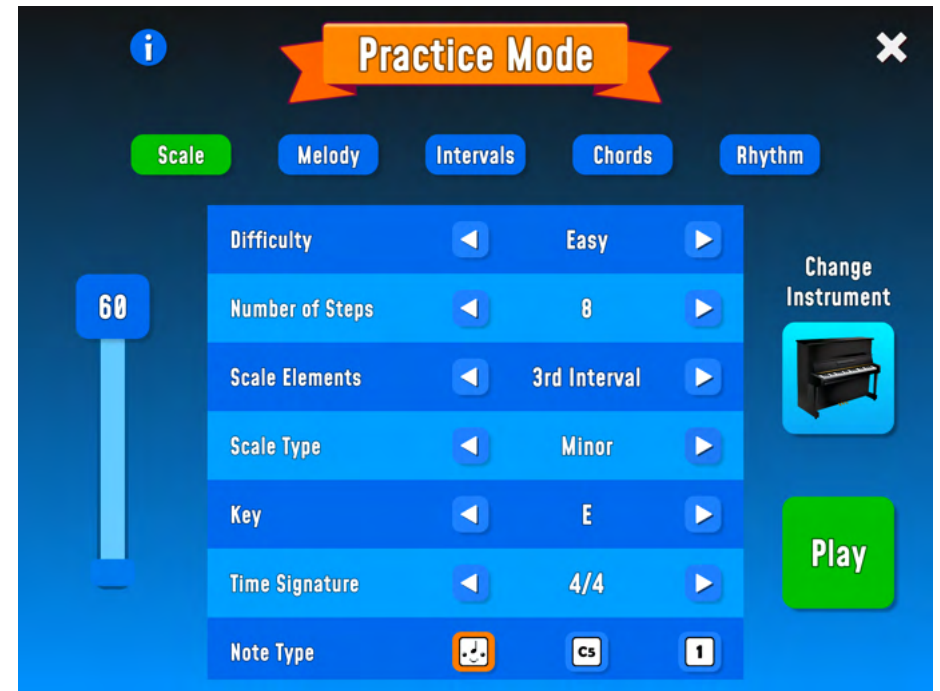 i
Practice Mode
Scale Melody Intervals Chords Rhythm
Difficulty Easy
Change
Instrument
60
Number of Steps 8
Scale Elements 3rd Interval
Scale Type Minor
Key E
Play
Time Signature 4/4
Note Type C5 1